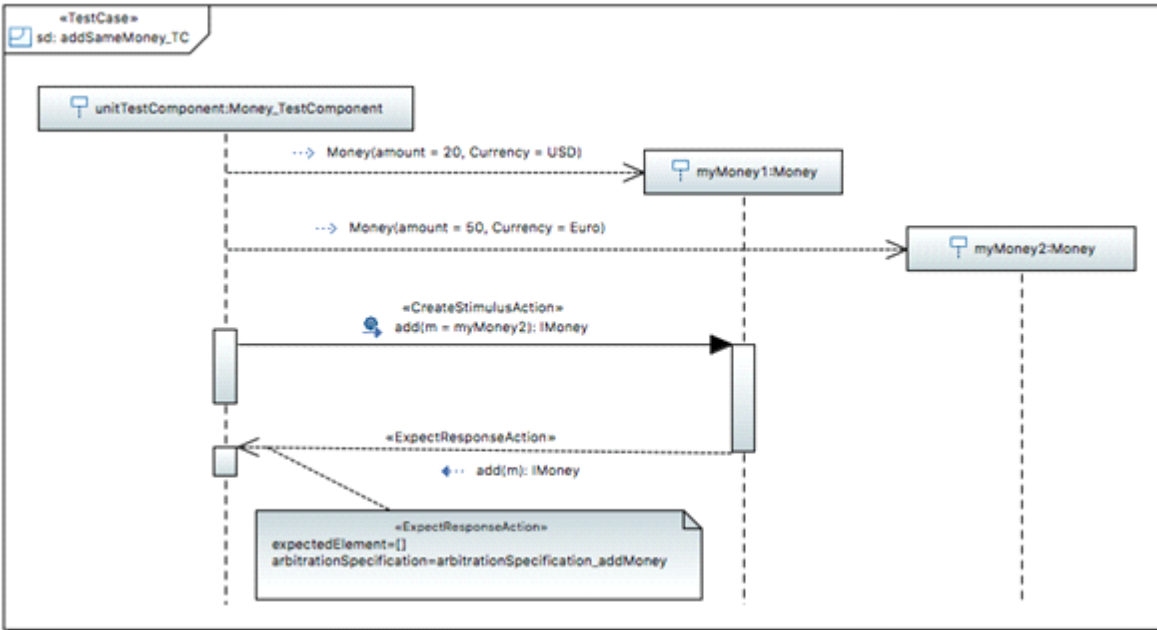 «TestCase»
sd: addSameMoney_TC
unitTestComponent:Money_TestComponent
Money(amount = 20, Currency = USD)
myMoney1:Money
Money(amount = 50, Currency = Euro)
myMoney2:Money
«CreateStimulusAction»
add(m = myMoney2): IMoney
«ExpectResponseAction»
add(m): IMoney
«ExpectResponseAction»
expectedElement=[]
arbitrationSpecification=arbitrationSpecification_addMoney